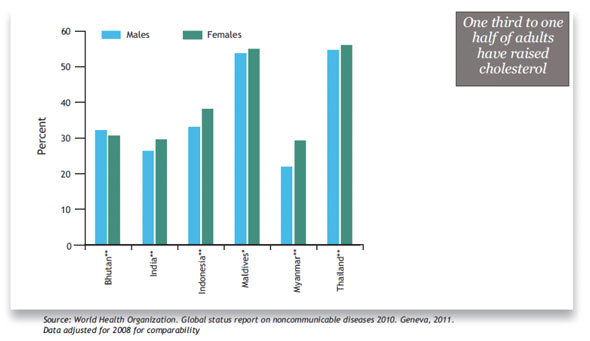 One third to one
half of adults
have raised
cholesterol
Males Females
Percent
60
50
40
30
20
10
0
Bhutan**
India**
Indonesia**
Maldives*
Myanmar**
Thailand**
Source: World Health Organization. Global status report on noncommunicable diseases 2010. Geneva, 2011.
Data adjusted for 2008 for comparability